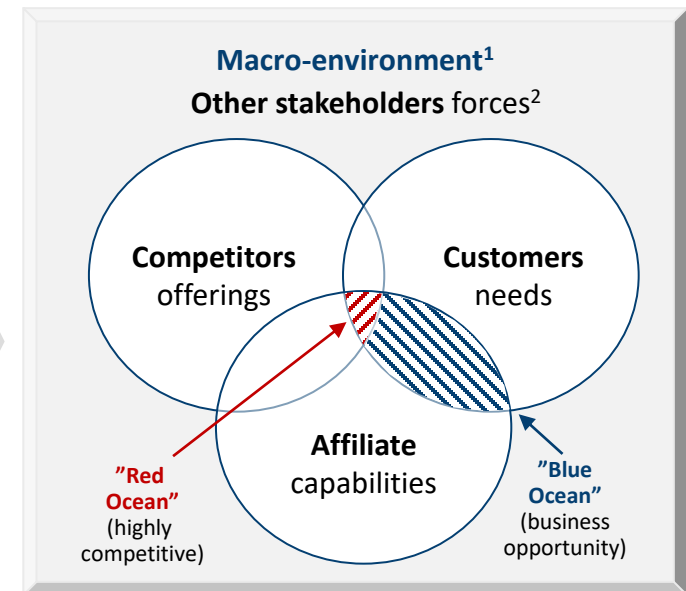 Macro-environment¹
Other stakeholders forces²
Competitors
offerings
Customers
needs
Affiliate
capabilities
”Red
Ocean”
(highly
competitive)
”Blue
Ocean”
(business
opportunity)